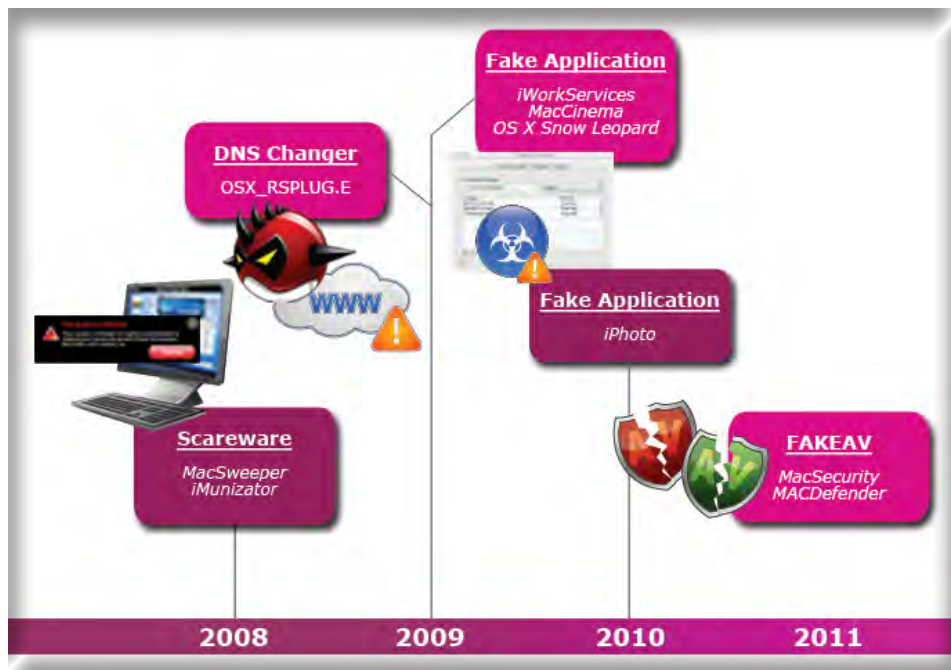 Fake Application
iWorkServices
MacCinema
OS X Snow Leopard
DNS Changer
OSX_RSPLUG.E
WWW
Fake Application
iPhoto
Scareware
MacSweeper
iMunizator
AV
AV
FAKEAV
MacSecurity
MACDefender
2008
2009
2010
2011